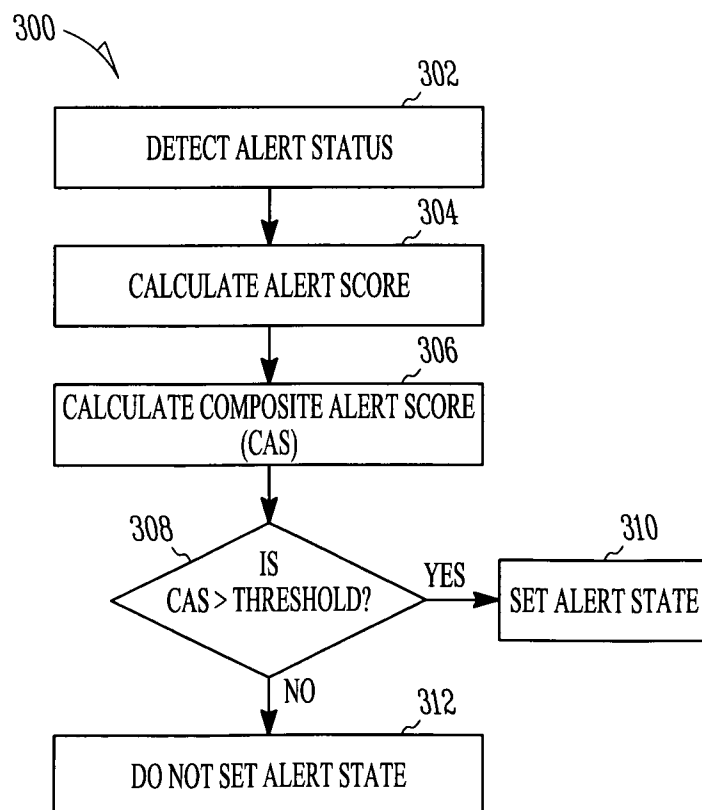 300
302
DETECT ALERT STATUS
304
CALCULATE ALERT SCORE
306
CALCULATE COMPOSITE ALERT SCORE
(CAS)
308
IS
CAS > THRESHOLD?
YES
310
SET ALERT STATE
NO
312
DO NOT SET ALERT STATE